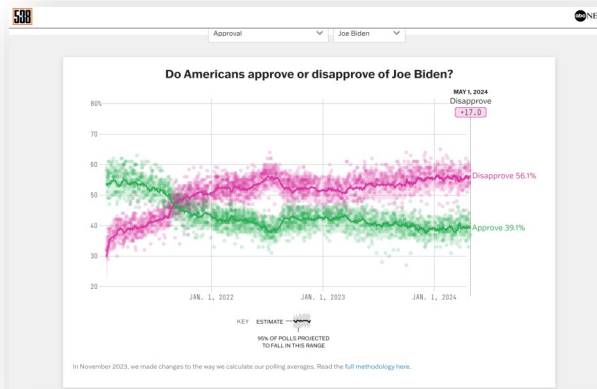 538
abc NE
Approval
Joe Biden
Do Americans approve or disapprove of Joe Biden?
MAY 1, 2024
Disapprove
+17.0
80%
70
60
50
40
30
20
Disapprove 56.1%
Approve 39.1%
JAN. 1, 2022
JAN. 1, 2023
JAN. 1, 2024
KEY
ESTIMATE
95% OF POLLS PROJECTED
TO FALL IN THIS RANGE
In November 2023, we made changes to the way we calculate our polling averages. Read the full methodology here.